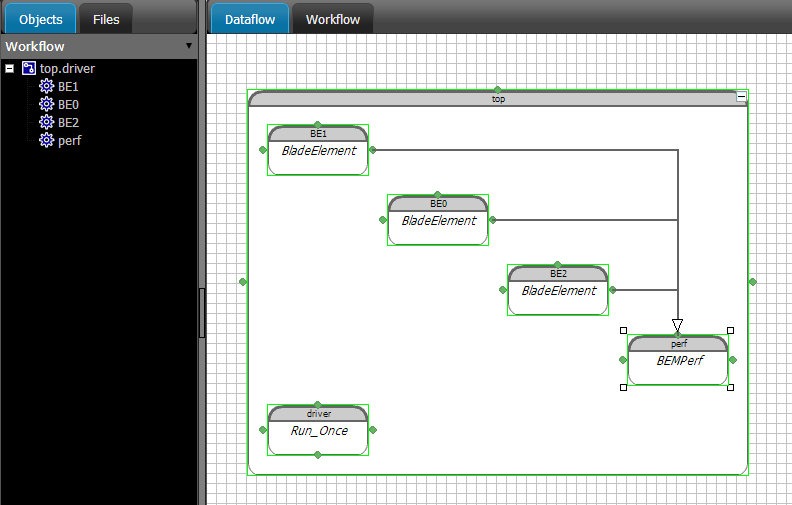 Objects Files
Dataflow Workflow
Workflow
top.driver
BE1
BE0
BE2
perf
top
BE1
BladeElement
BE0
BladeElement
BE2
BladeElement
perf
BEMPerf
driver
Run_Once